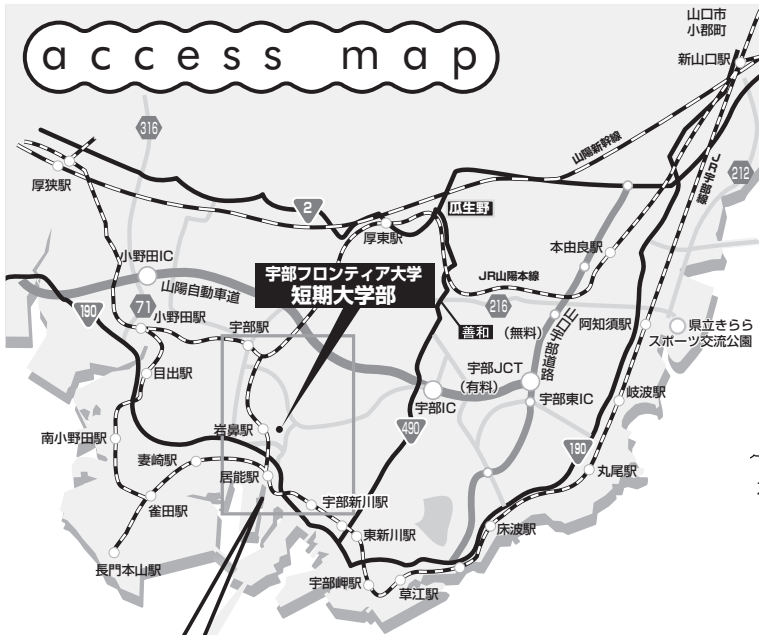 access map
山口市
小郡町
新山口駅
316
山陽新幹線
JR宇部線
212
厚狭駅
2
瓜生野
厚東駅
本由良駅
小野田IC
宇部フロンティア大学
短期大学部
JR山陽本線
山陽自動車道
71
216
190
小野田駅
宇部駅
善和
(無料)
山口宇部道路
阿知須駅
県立きらら
スポーツ交流公園
目出駅
宇部JCT
(有料)
宇部IC
宇部東IC
岐波駅
岩鼻駅
490
南小野田駅
190
妻崎駅
居能駅
丸尾駅
雀田駅
宇部新川駅
東新川駅
床波駅
長門本山駅
宇部岬駅
草江駅